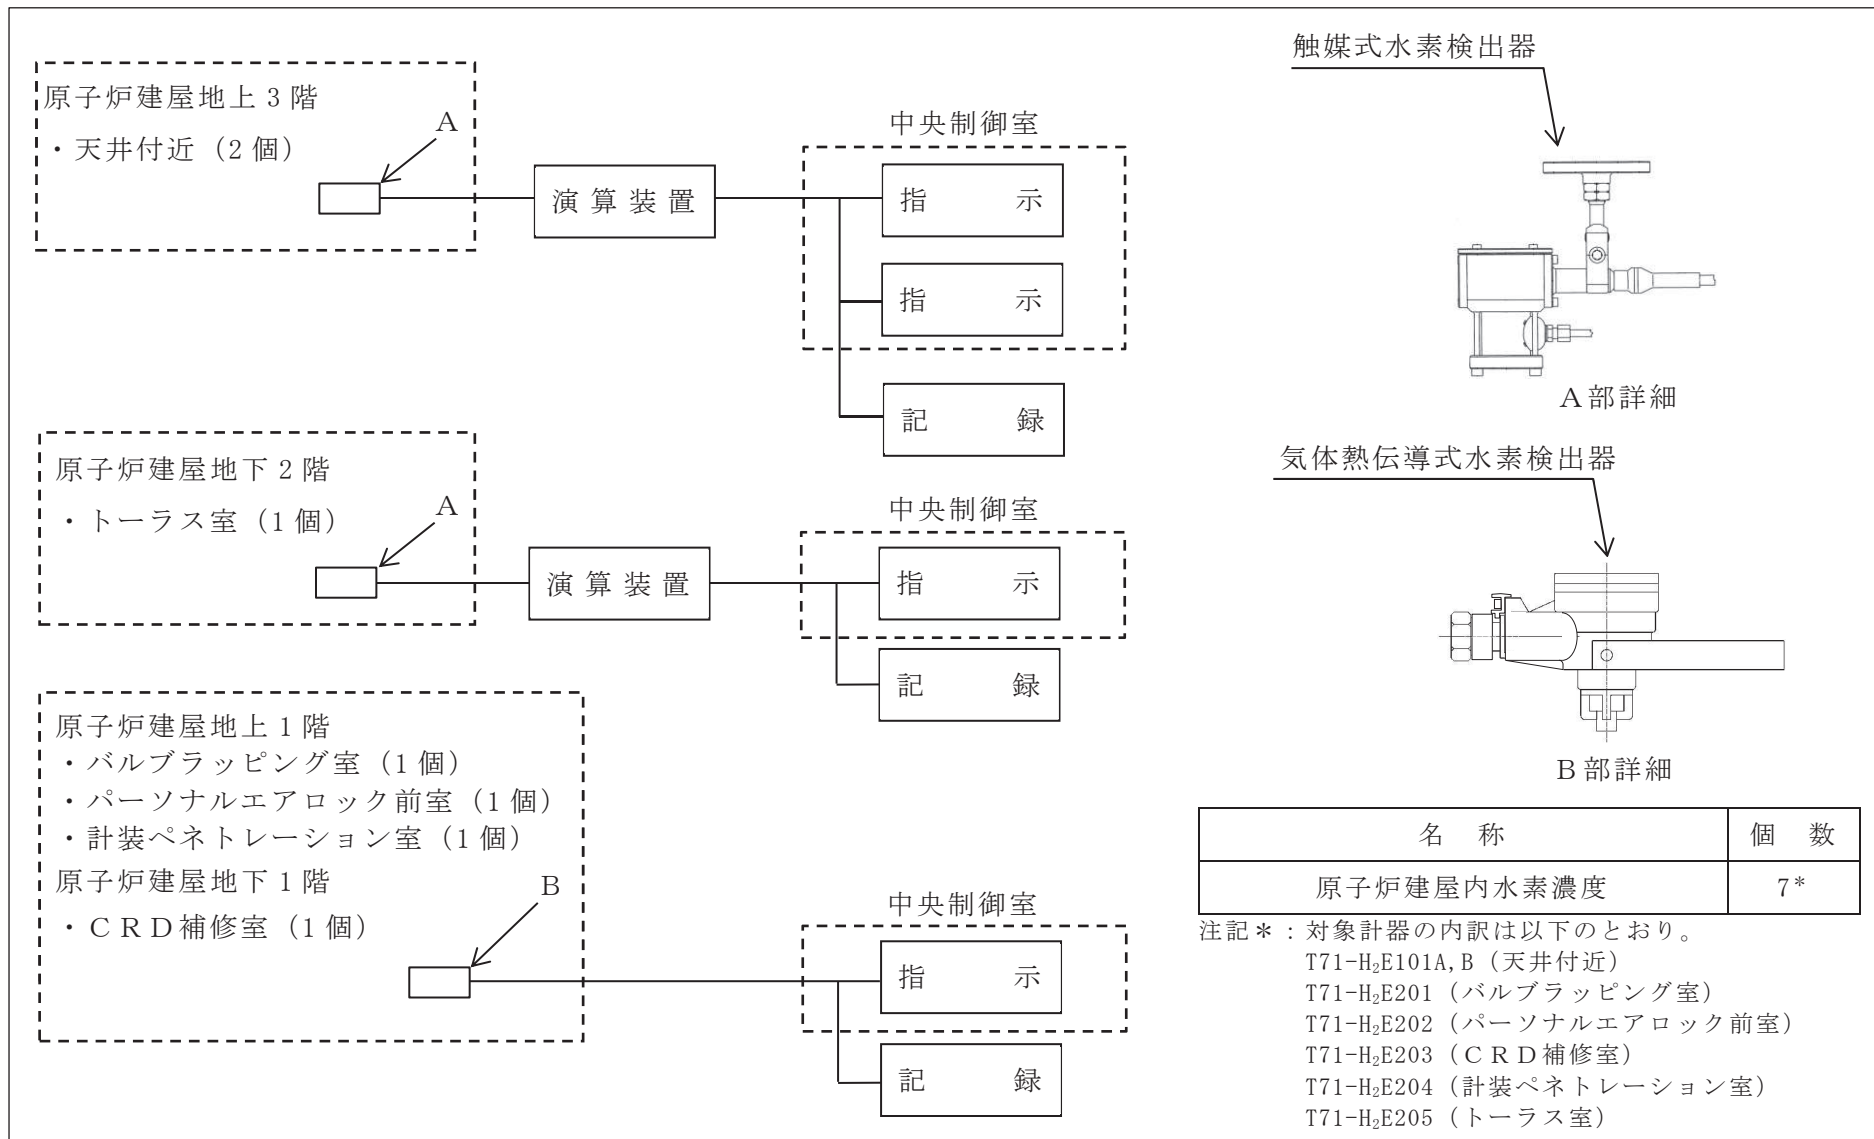 原子炉建屋地上3階
・天井付近（2個）
A
演算装置
中央制御室
指　示
指　示
記　録
原子炉建屋地下2階
・トーラス室（1個）
A
演算装置
中央制御室
指　示
記　録
原子炉建屋地上1階
・バルブラッピング室（1個）
・パーソナルエアロック前室（1個）
・計装ペネトレーション室（1個）
原子炉建屋地下1階
・ＣＲＤ補修室（1個）
B
中央制御室
指　示
記　録
触媒式水素検出器
A部詳細
気体熱伝導式水素検出器
B部詳細
名　称　個　数
原子炉建屋内水素濃度　7*
注記＊：対象計器の内訳は以下のとおり。
T71-H₂E101A,B（天井付近）
T71-H₂E201（バルブラッピング室）
T71-H₂E202（パーソナルエアロック前室）
T71-H₂E203（ＣＲＤ補修室）
T71-H₂E204（計装ペネトレーション室）
T71-H₂E205（トーラス室）